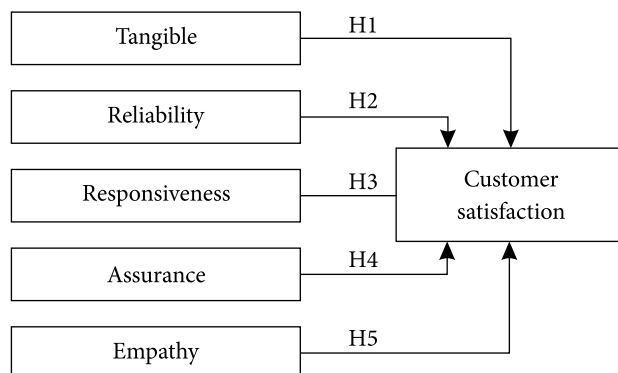 Tangible
H1
Reliability
H2
Responsiveness
H3
Customer
satisfaction
Assurance
H4
Empathy
H5